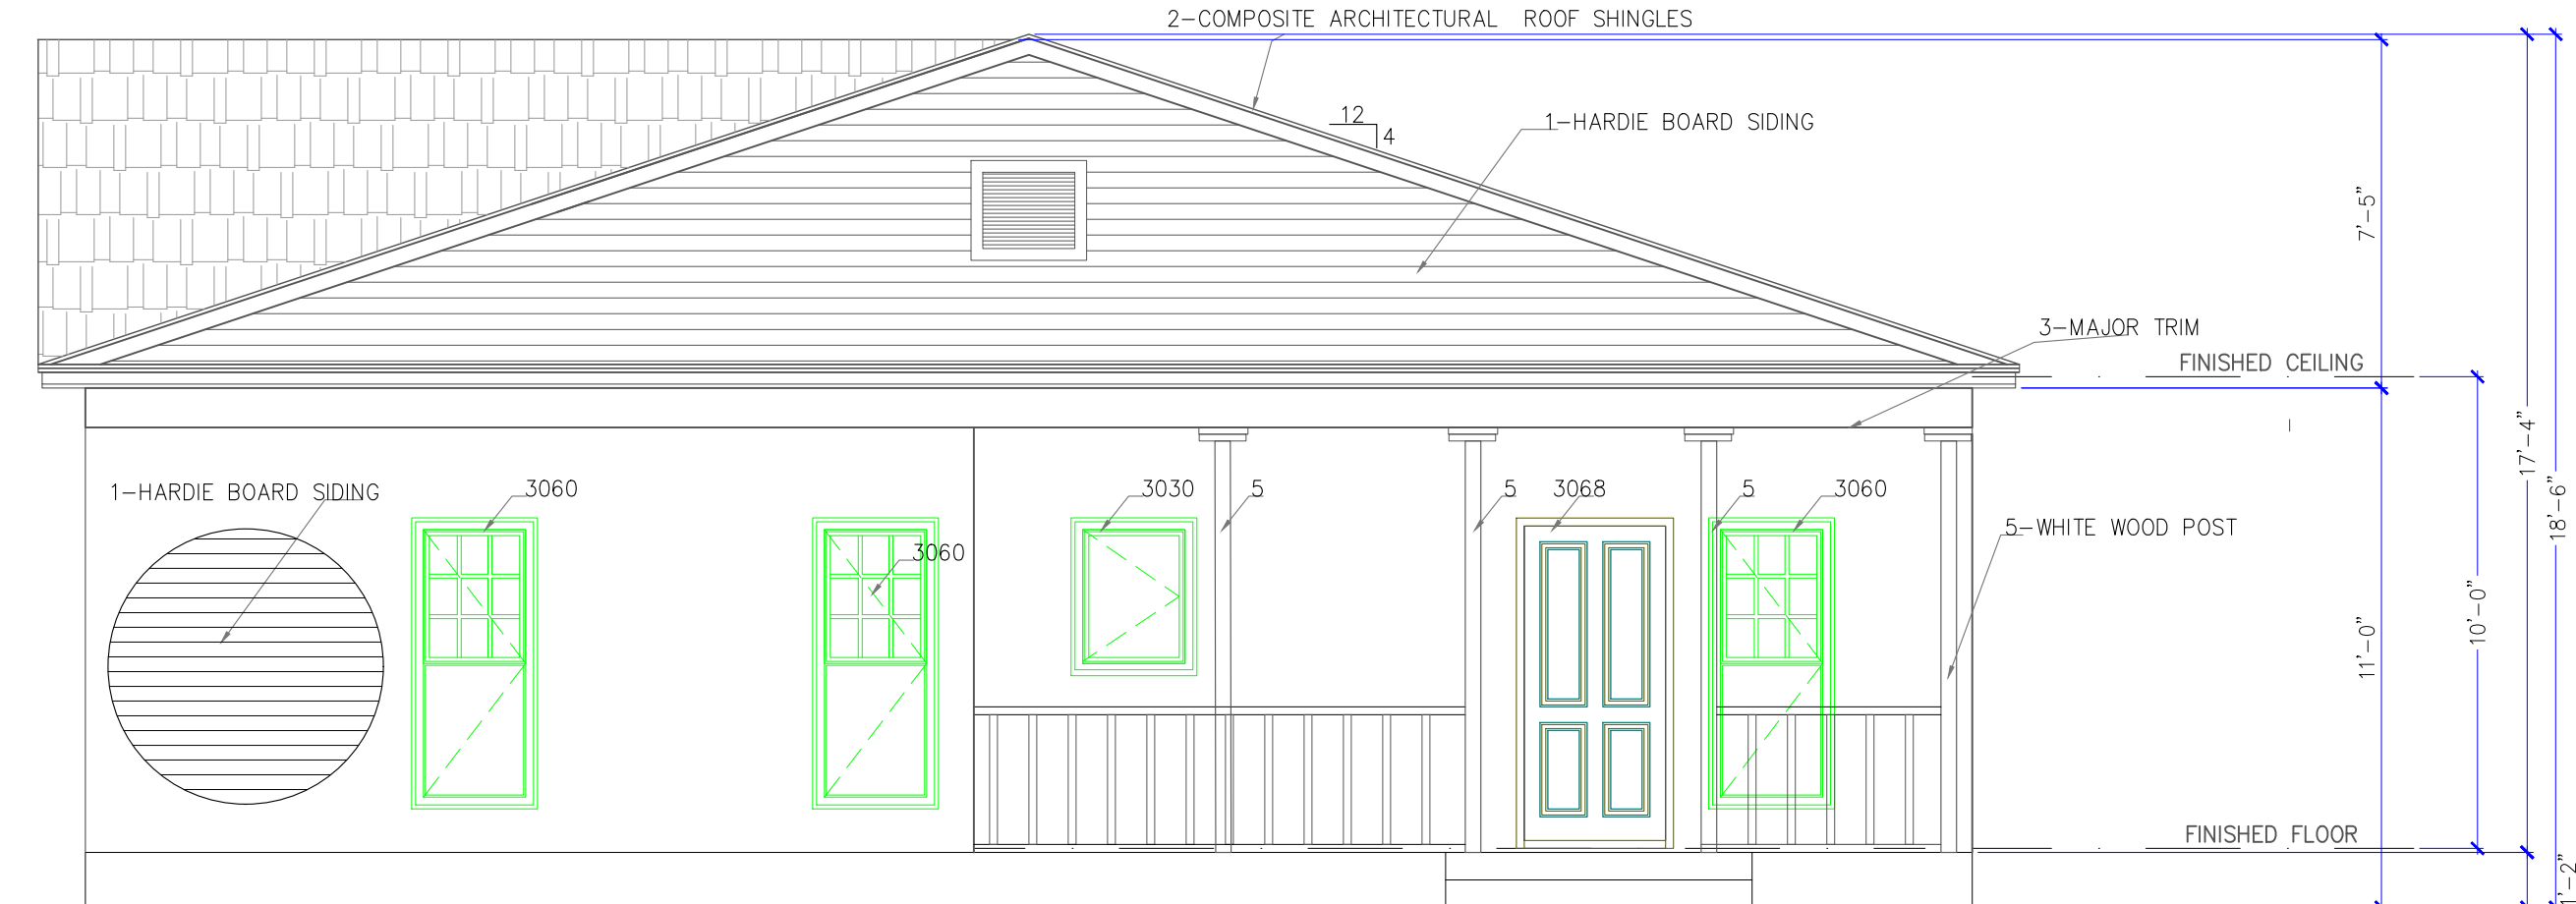 2-COMPOSITE ARCHITECTURAL ROOF SHINGLES
12
4
1-HARDIE BOARD SIDING
7'-5"
3-MAJOR TRIM
FINISHED CEILING
17'-4"
18'-6"
1-HARDIE BOARD SIDING
3060
3060
3030
5
5
3068
5
3060
5-WHITE WOOD POST
10'-0"
11'-0"
FINISHED FLOOR
1'-2"